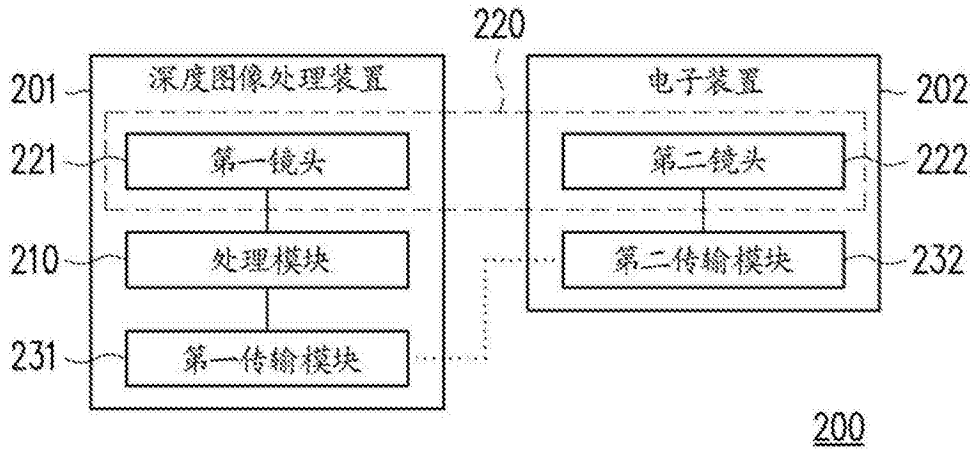 220
201
深度图像处理装置
电子装置
202
221
第一镜头
第二镜头
222
210
处理模块
第二传输模块
232
231
第一传输模块
200